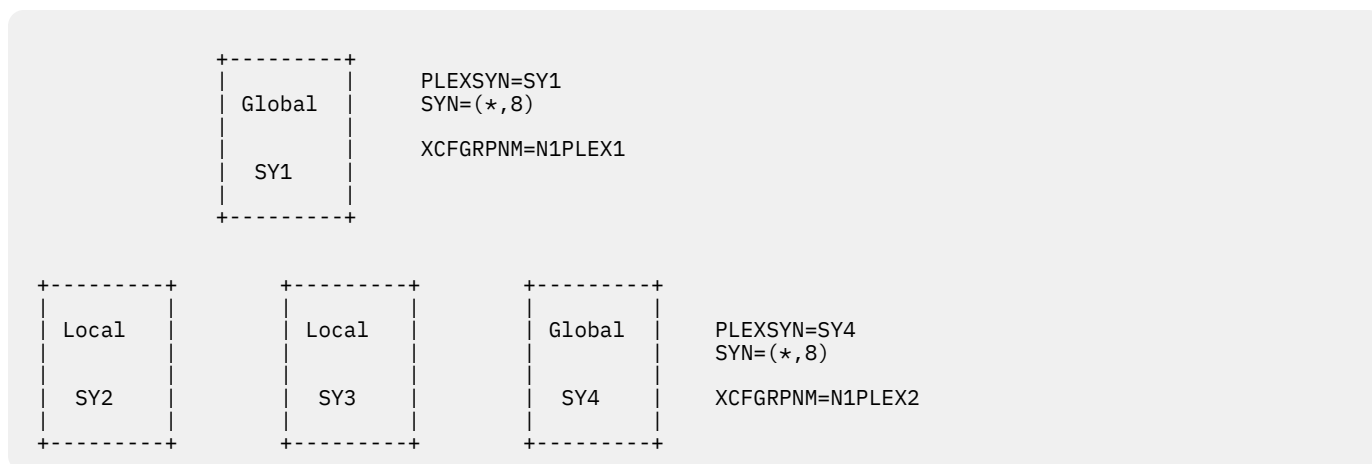 PLEXSYN=SY1
Global SYN=(*,8)
XCFGRPNM=N1PLEX1
SY1
Local Local Global PLEXSYN=SY4
SYN=(*,8)
SY2 SY3 SY4 XCFGRPNM=N1PLEX2